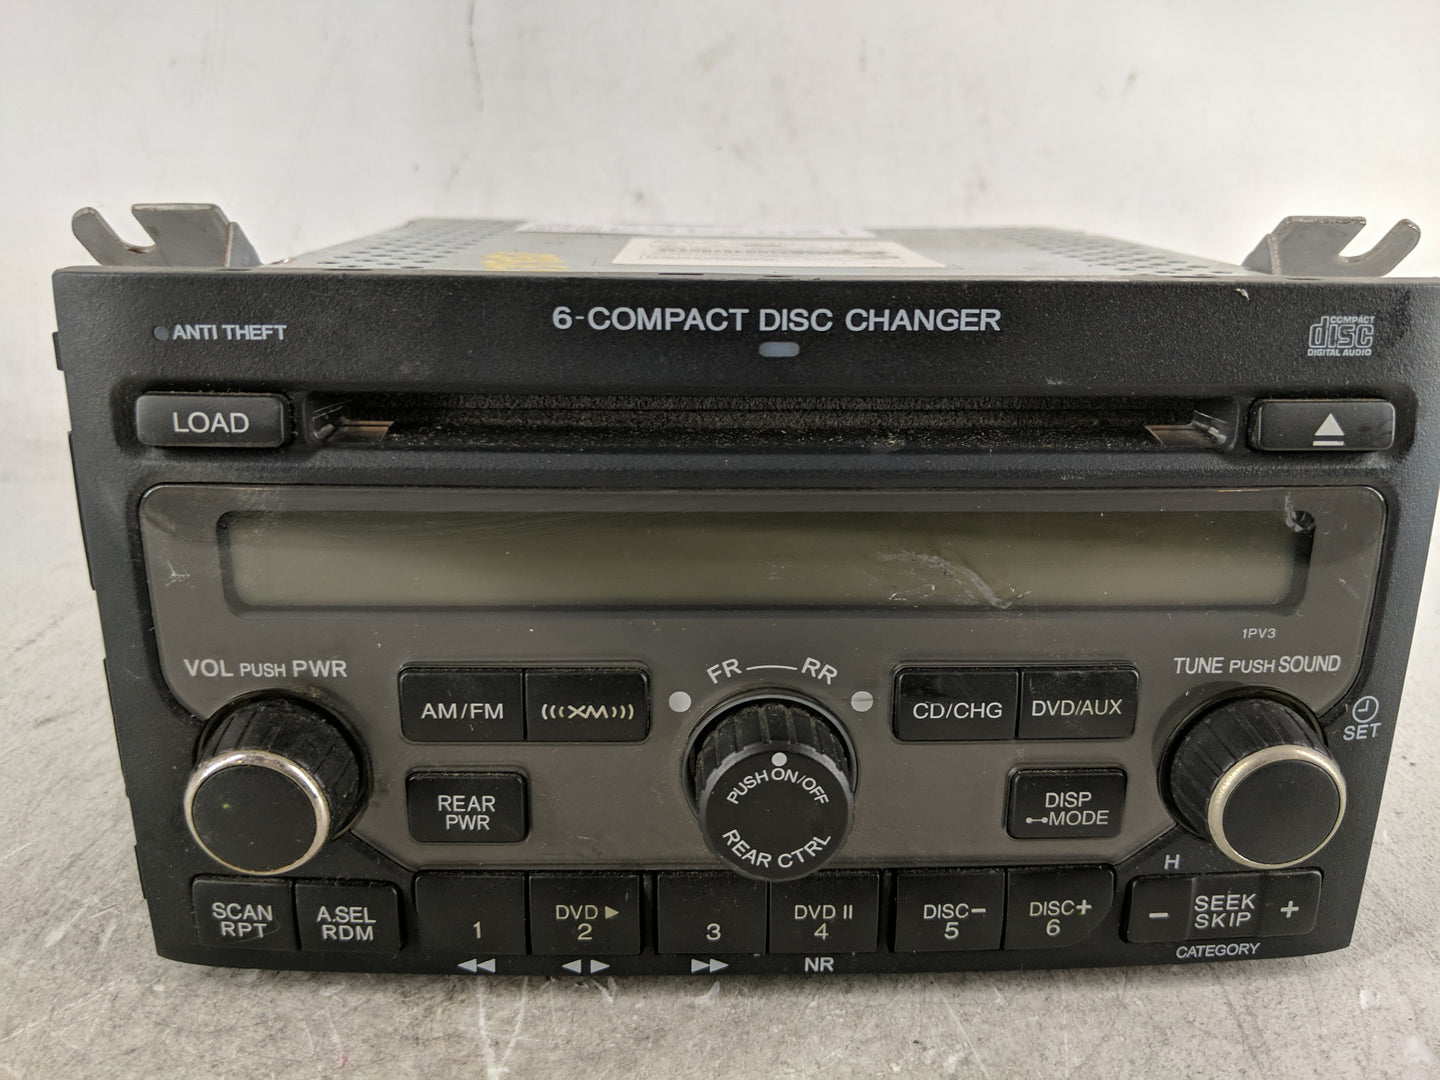 6-COMPACT DISC CHANGER
ANTI THEFT
COMPACT
disc
DIGITAL AUDIO
LOAD
1PV3
VOL PUSH PWR
FR RR
TUNE PUSH SOUND
AM/FM
(((XM)))
CD/CHG
DVD/AUX
SET
PUSH ON/OFF
REAR CTRL
REAR
PWR
DISP
MODE
H
SCAN
RPT
A.SEL
RDM
1
DVD ▶
2
3
DVD II
4
DISC-
5
DISC+
6
- SEEK +
SKIP
CATEGORY
NR